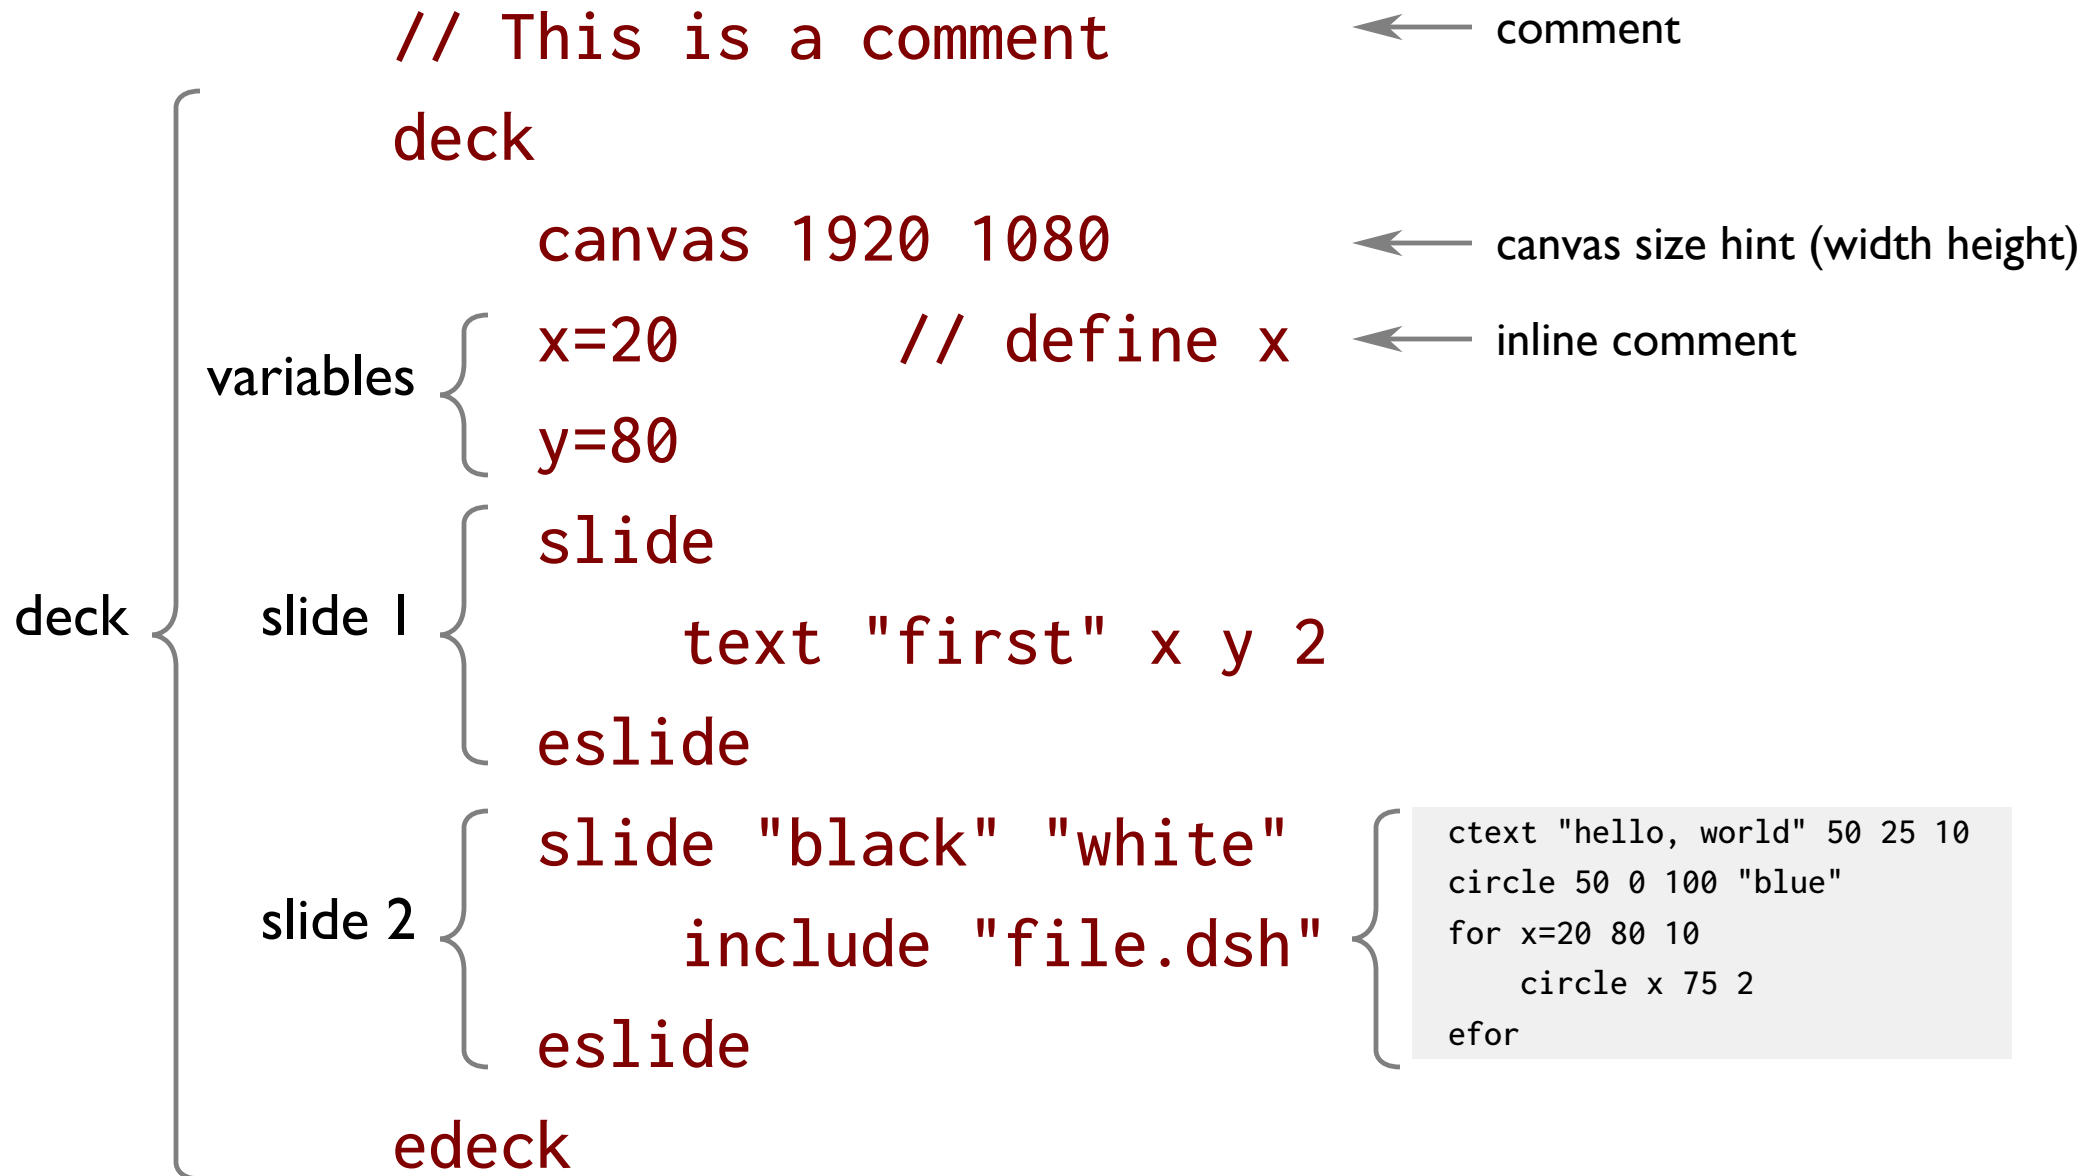 // This is a comment
comment
deck
canvas 1920 1080
canvas size hint (width height)
variables
x=20 // define x
inline comment
y=80
deck
slide 1
slide
text "first" x y 2
eslide
slide 2
slide "black" "white"
include "file.dsh"
eslide
ctext "hello, world" 50 25 10
circle 50 0 100 "blue"
for x=20 80 10
circle x 75 2
efor
edeck